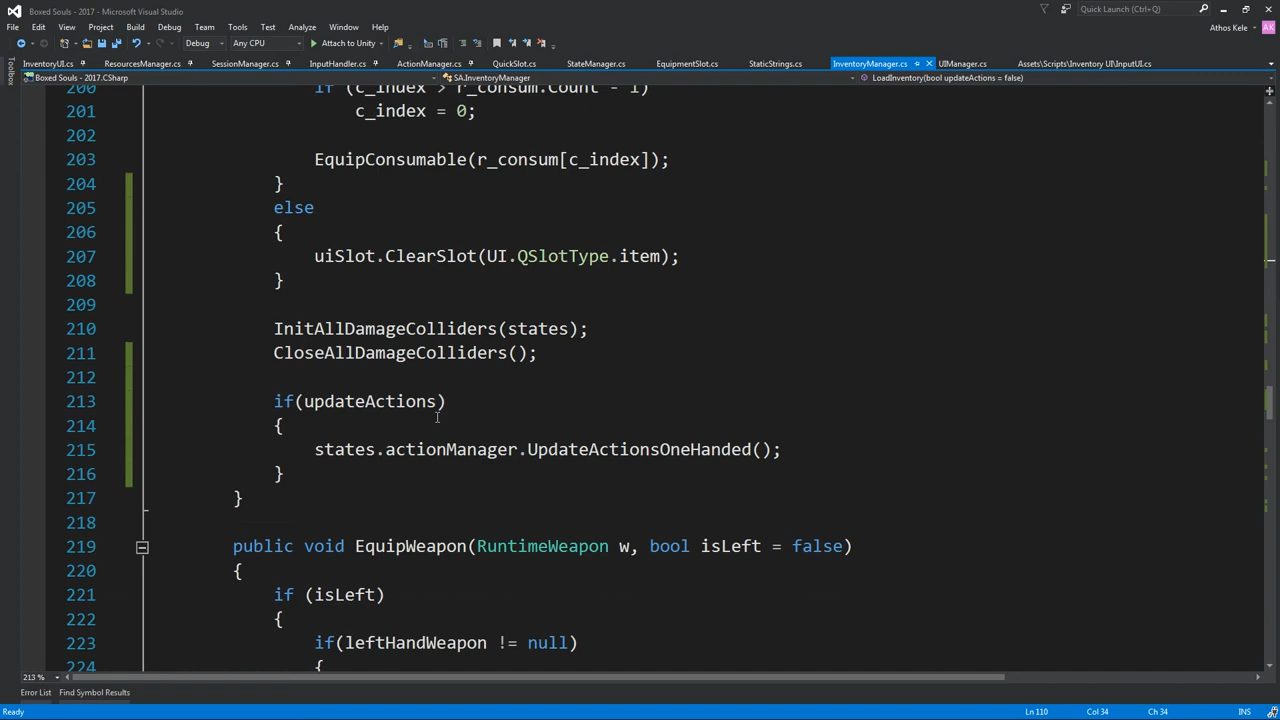 Boxed Souls - 2017 - Microsoft Visual Studio
Quick Launch (Ctrl+Q)
File Edit View Project Build Debug Team Tools Test Analyze Window Help
Athos Kele AK
Debug Any CPU Attach to Unity
InventoryUI.cs ResourcesManager.cs SessionManager.cs InputHandler.cs ActionManager.cs QuickSlot.cs StateManager.cs EquipmentSlot.cs StaticStrings.cs InventoryManager.cs UIManager.cs Assets\Scripts\Inventory UI\InputUI.cs
Toolbox
Boxed Souls - 2017.CSharp SA.InventoryManager LoadInventory(bool updateActions = false)
200 if (c_index > r_consum.Count - 1)
201 c_index = 0;
202
203 EquipConsumable(r_consum[c_index]);
204 }
205 else
206 {
207 uiSlot.ClearSlot(UI.QSlotType.item);
208 }
209
210 InitAllDamageColliders(states);
211 CloseAllDamageColliders();
212
213 if(updateActions)
214 {
215 states.actionManager.UpdateActionsOneHanded();
216 }
217 }
218
219 public void EquipWeapon(RuntimeWeapon w, bool isLeft = false)
220 {
221 if (isLeft)
222 {
223 if(leftHandWeapon != null)
224 {
213 %
Error List Find Symbol Results
Ready Ln 110 Col 34 Ch 34 INS